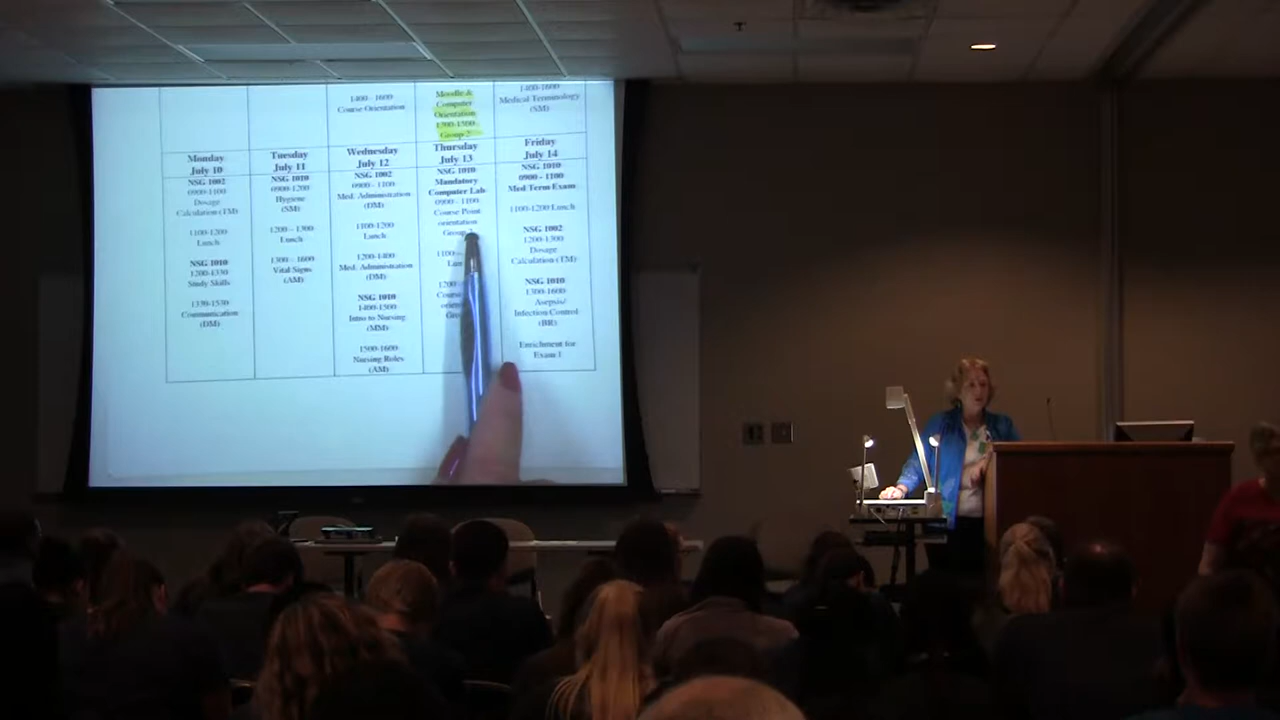 1400 - 1600
Course Orientation
Moodle &
Computer
Orientation
1300-1500
Group 2
1400-1600
Medical Terminology
(SM)
Monday
July 10
NSG 1002
0900-1100
Dosage
Calculation (TM)
1100-1200
Lunch
NSG 1010
1200-1330
Study Skills
1330-1530
Communication
(DM)
Tuesday
July 11
NSG 1010
0900-1200
Hygiene
(SM)
1200 - 1300
Lunch
1300 - 1600
Vital Signs
(AM)
Wednesday
July 12
NSG 1002
0900 - 1100
Med. Administration
(DM)
1100-1200
Lunch
1200-1400
Med. Administration
(DM)
NSG 1010
1400-1500
Intro to Nursing
(MM)
1500-1600
Nursing Roles
(AM)
Thursday
July 13
NSG 1010
Mandatory
Computer Lab
0900 - 1100
Course Point
orientation
Group
1100-
1200-
Course
Friday
July 14
NSG 1010
0900 - 1100
Med Term Exam
1100-1200 Lunch
NSG 1002
1200-1300
Dosage
Calculation (TM)
NSG 1010
1300-1600
Asepsis/
Infection Control
(BR)
Enrichment for
Exam 1